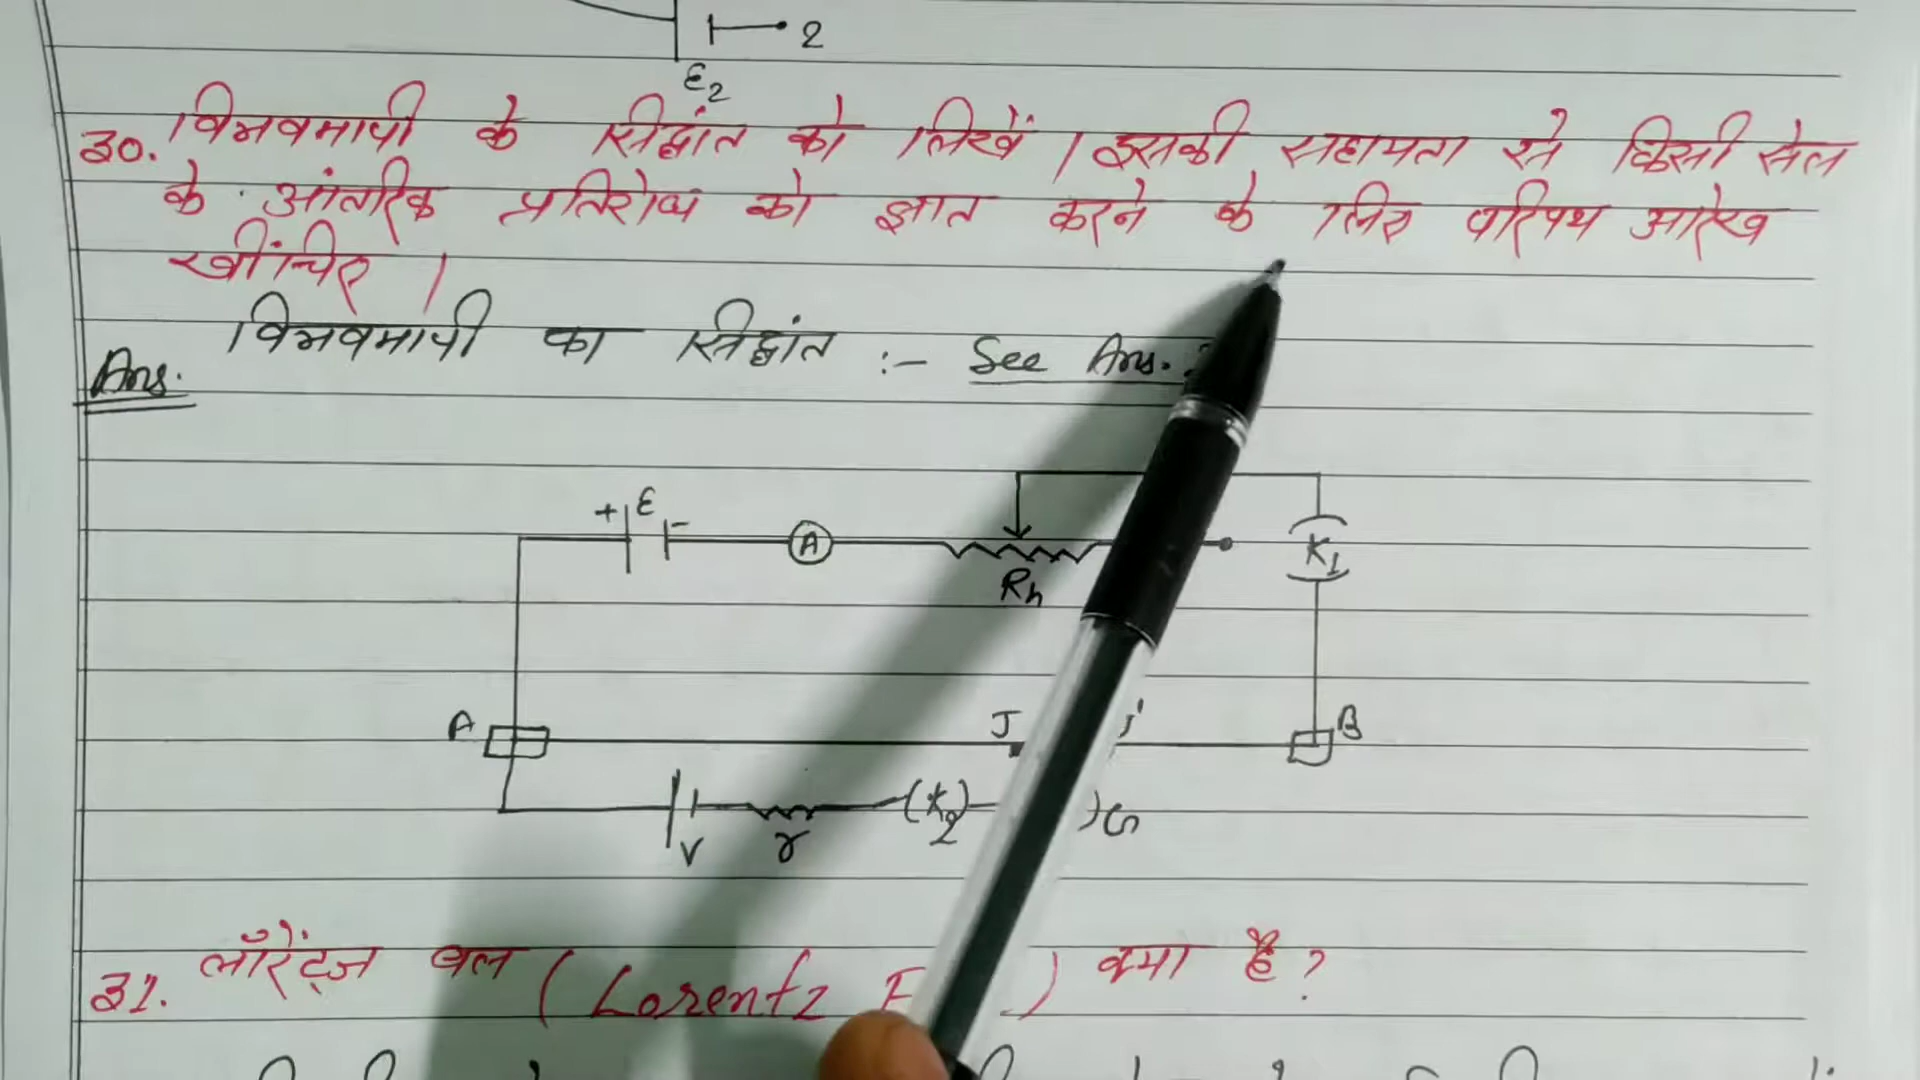 2
ε2
30. विभवमापी के सिद्धांत को लिखें । इसकी सहायता से किसी सेल
के आंतरिक प्रतिरोध को ज्ञात करने के लिए परिपथ आरेख
खींचिए ।
Ans. विभवमापी का सिद्धांत :- See Ans.
+ ε -
A
Rh
K1
A
J
J'
B
V
r
(K2)
G
31. लॉरेंट्ज बल (Lorentz F ) क्या है ?